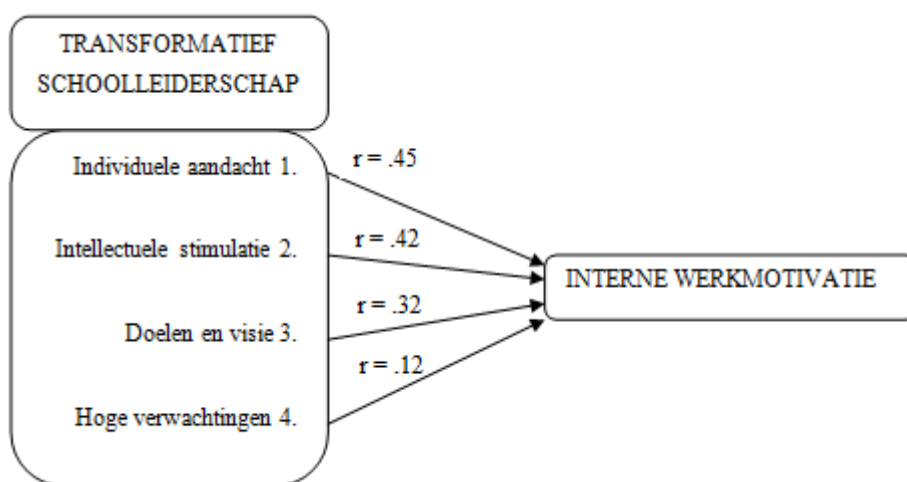 TRANSFORMATIEF
SCHOOLLEIDERSCHAP
Individuele aandacht 1.
r = .45
Intellectuele stimulatie 2.
r = .42
INTERNE WERKMOTIVATIE
Doelen en visie 3.
r = .32
Hoge verwachtingen 4.
r = .12